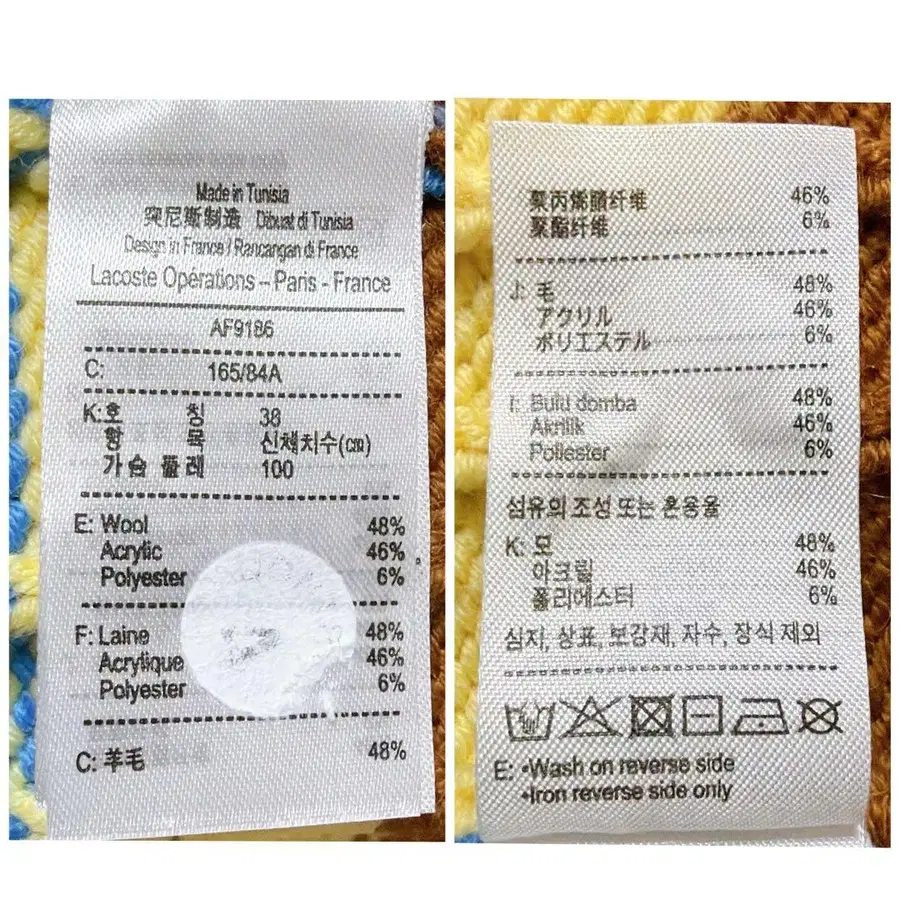 Made in Tunisia
突尼斯制造 Dibuat di Tunisia
Design in France / Rancangan di France
Lacoste Operations – Paris - France
AF9186
C: 165/84A
K:호 칭 38
항 목 신체치수(cm)
가슴 둘레 100
E: Wool 48%
Acrylic 46%
Polyester 6%
F: Laine 48%
Acrylique 46%
Polyester 6%
C: 羊毛 48%
聚丙烯腈纤维 46%
聚酯纤维 6%
J: 毛 48%
アクリル 46%
ポリエステル 6%
I: Bulu domba 48%
Akrilik 46%
Poliester 6%
섬유의 조성 또는 혼용율
K: 모 48%
아크릴 46%
폴리에스터 6%
심지, 상표, 보강재, 자수, 장식 제외
E: •Wash on reverse side
•Iron reverse side only